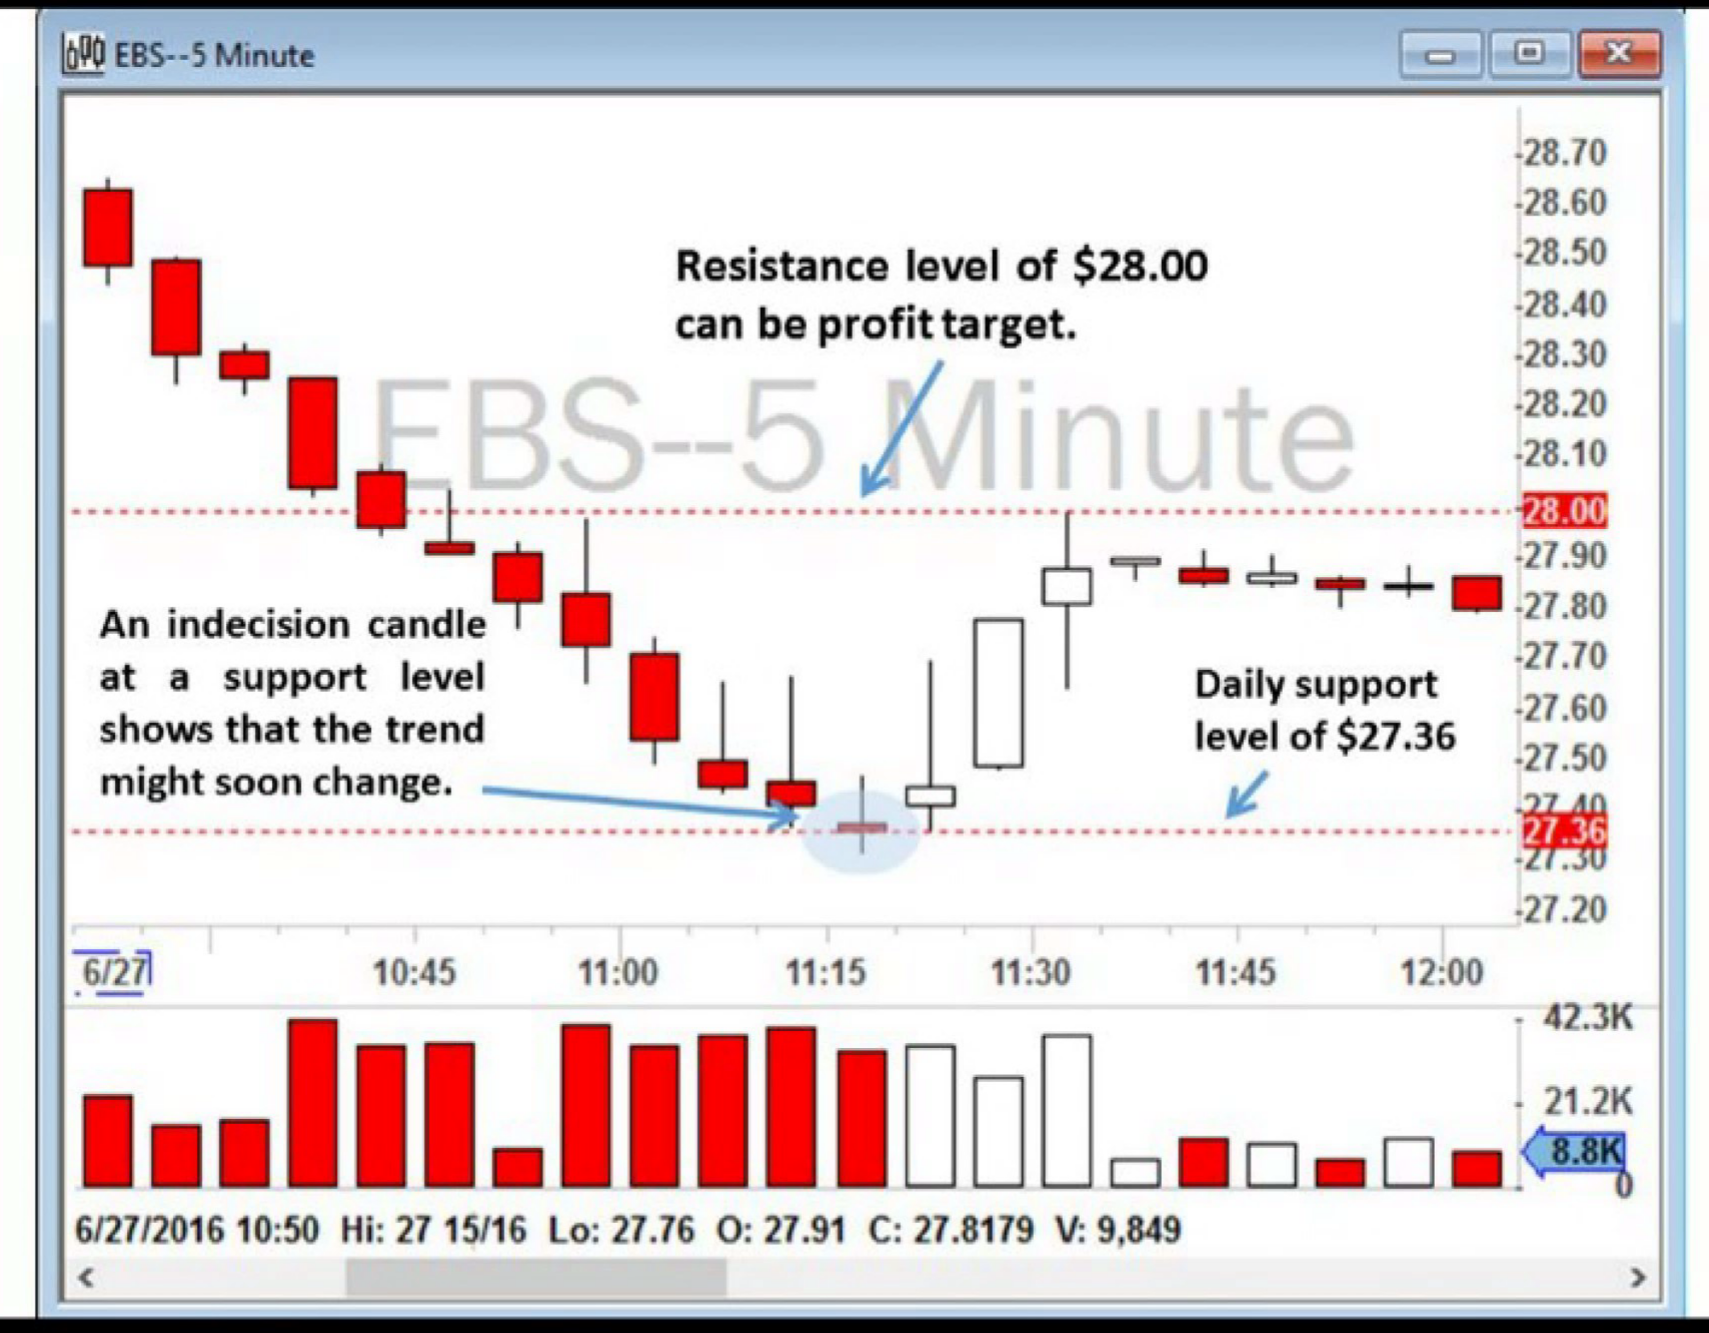 EBS--5 Minute
28.70
28.60
28.50
Resistance level of $28.00
can be profit target.
28.40
28.30
EBS--5 Minute
28.20
28.10
28.00
27.90
27.80
An indecision candle
at a support level
shows that the trend
might soon change.
27.70
Daily support
level of $27.36
27.60
27.50
27.40
27.36
27.30
27.20
6/27 10:45 11:00 11:15 11:30 11:45 12:00
42.3K
21.2K
8.8K
0
6/27/2016 10:50 Hi: 27 15/16 Lo: 27.76 O: 27.91 C: 27.8179 V: 9,849